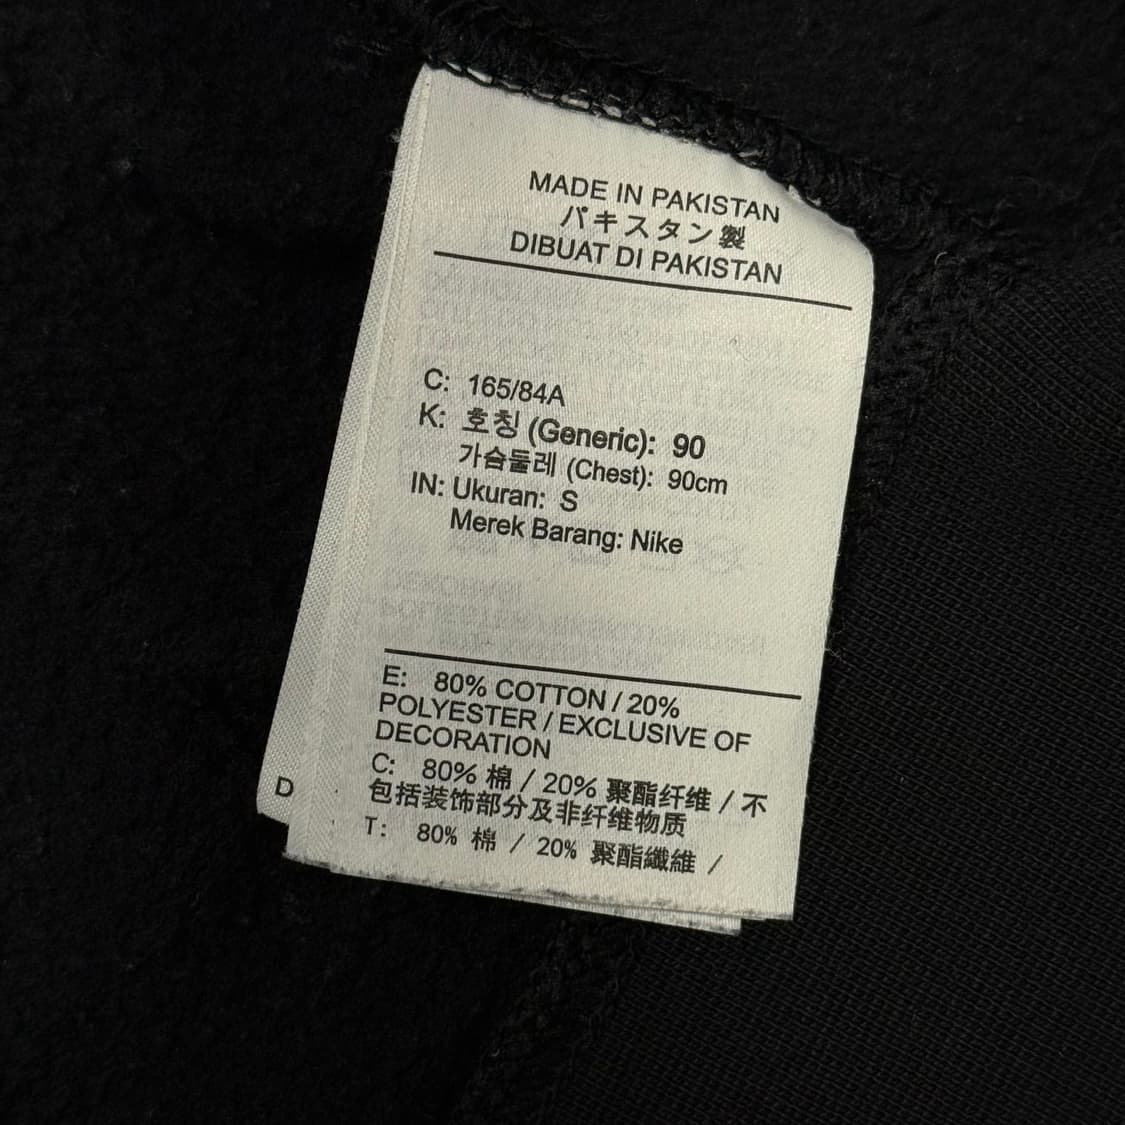 MADE IN PAKISTAN
パキスタン製
DIBUAT DI PAKISTAN
C: 165/84A
K: 호칭 (Generic): 90
가슴둘레 (Chest): 90cm
IN: Ukuran: S
Merek Barang: Nike
E: 80% COTTON / 20%
POLYESTER / EXCLUSIVE OF
DECORATION
C: 80% 棉 / 20% 聚酯纤维 / 不
包括装饰部分及非纤维物质
T: 80% 棉 / 20% 聚酯纖維 /
D